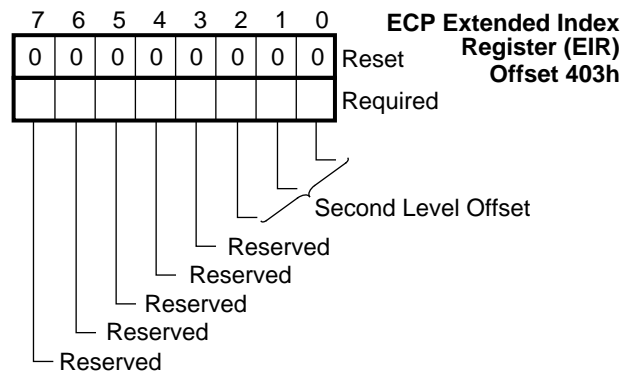 7 6 5 4 3 2 1 0
ECP Extended Index
Register (EIR)
Offset 403h
0 0 0 0 0 0 0 0 Reset
Required
Second Level Offset
Reserved
Reserved
Reserved
Reserved
Reserved